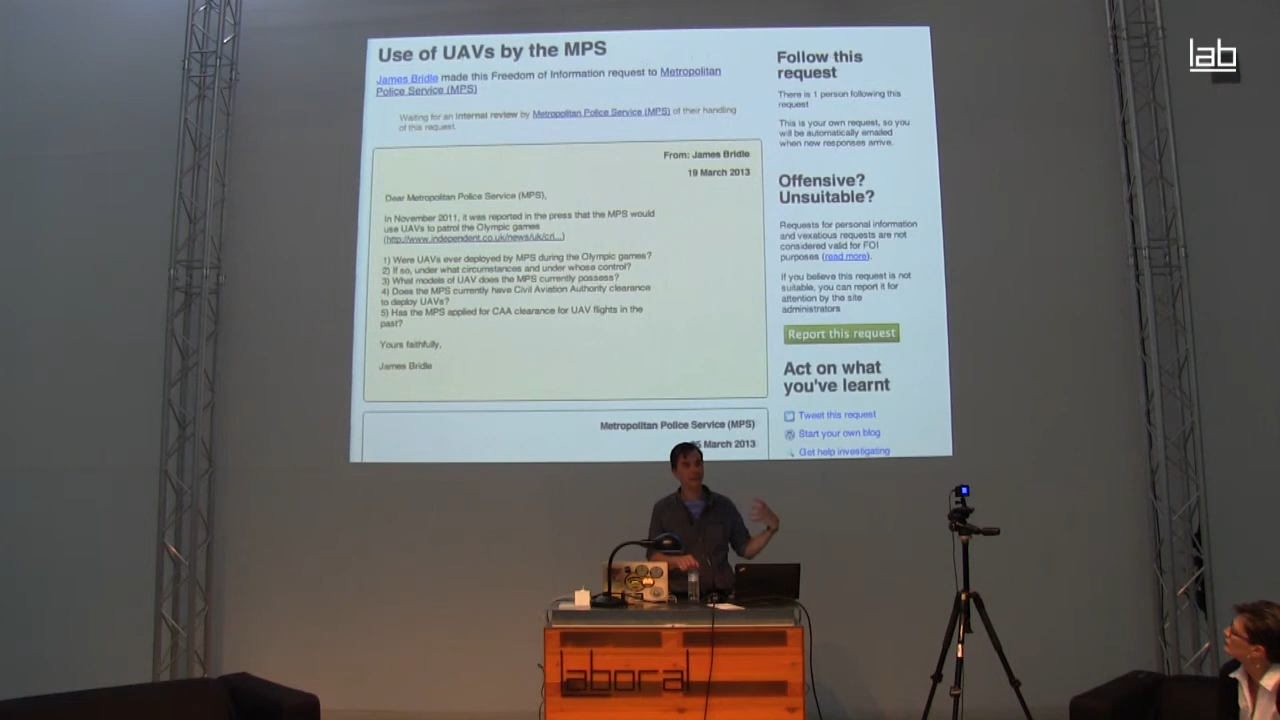 lab
Use of UAVs by the MPS
James Bridle made this Freedom of Information request to Metropolitan
Police Service (MPS)
Waiting for an internal review by Metropolitan Police Service (MPS) of their handling
of this request.
From: James Bridle
19 March 2013
Dear Metropolitan Police Service (MPS),
In November 2011, it was reported in the press that the MPS would
use UAVs to patrol the Olympic games
(http://www.independent.co.uk/news/uk/cri...)
1) Were UAVs ever deployed by MPS during the Olympic games?
2) If so, under what circumstances and under whose control?
3) What models of UAV does the MPS currently possess?
4) Does the MPS currently have Civil Aviation Authority clearance
to deploy UAVs?
5) Has the MPS applied for CAA clearance for UAV flights in the
past?
Yours faithfully,
James Bridle
Metropolitan Police Service (MPS)
March 2013
Follow this
request
There is 1 person following this
request
This is your own request, so you
will be automatically emailed
when new responses arrive.
Offensive?
Unsuitable?
Requests for personal information
and vexatious requests are not
considered valid for FOI
purposes (read more).
If you believe this request is not
suitable, you can report it for
attention by the site
administrators
Report this request
Act on what
you've learnt
Tweet this request
Start your own blog
Get help investigating
laboral